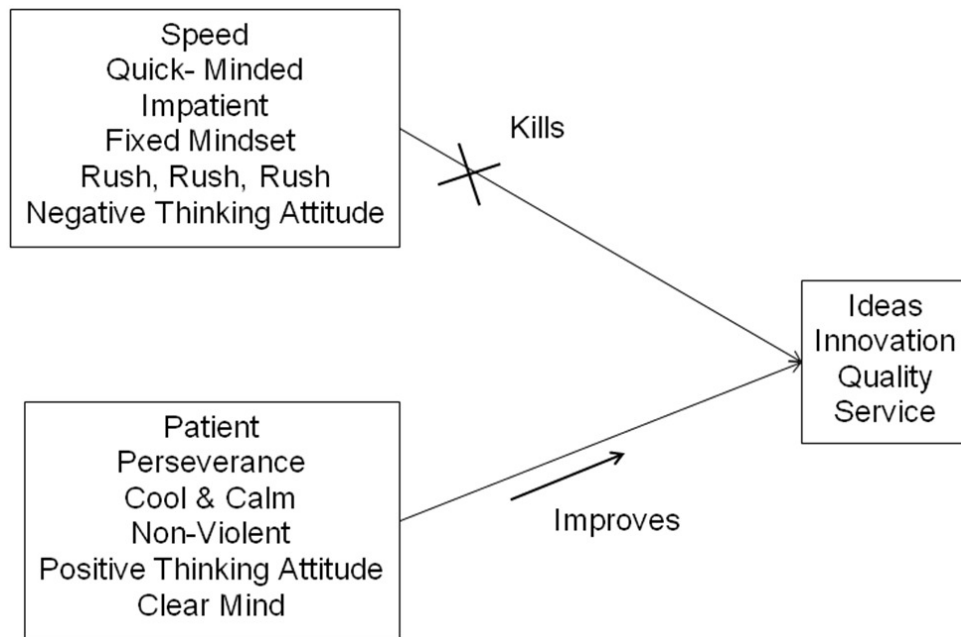 Speed
Quick- Minded
Impatient
Fixed Mindset
Rush, Rush, Rush
Negative Thinking Attitude
Kills
Ideas
Innovation
Quality
Service
Patient
Perseverance
Cool & Calm
Non-Violent
Positive Thinking Attitude
Clear Mind
Improves